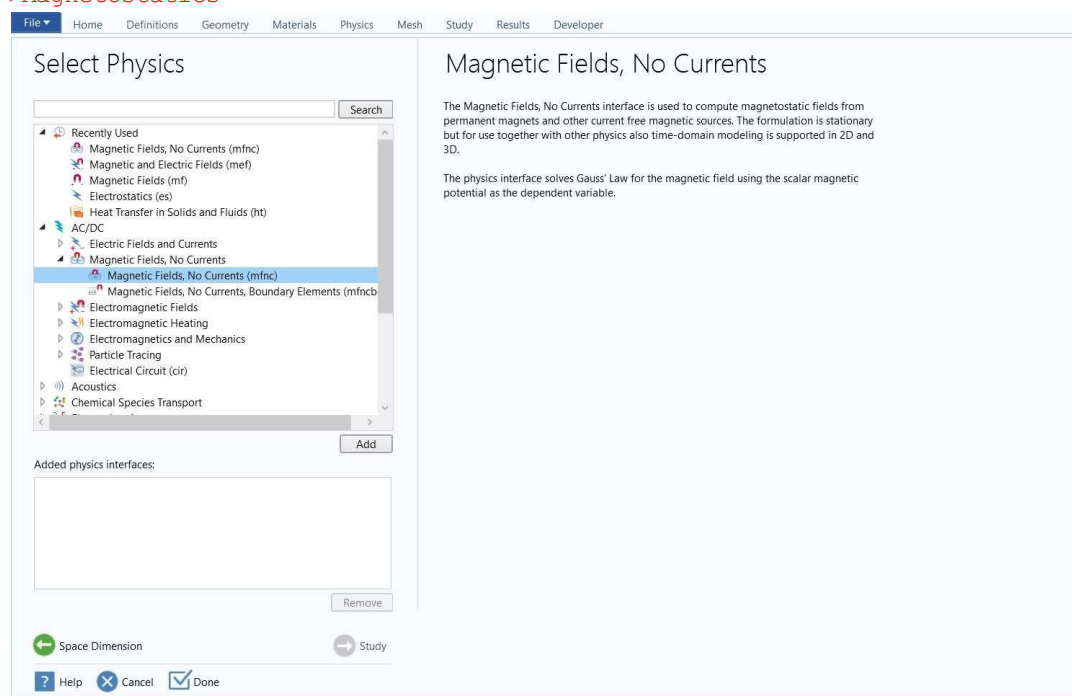 File Home Definitions Geometry Materials Physics Mesh Study Results Developer
Select Physics
Search
Recently Used
Magnetic Fields, No Currents (mfnc)
Magnetic and Electric Fields (mef)
Magnetic Fields (mf)
Electrostatics (es)
Heat Transfer in Solids and Fluids (ht)
AC/DC
Electric Fields and Currents
Magnetic Fields, No Currents
Magnetic Fields, No Currents (mfnc)
Magnetic Fields, No Currents, Boundary Elements (mfncb
Electromagnetic Fields
Electromagnetic Heating
Electromagnetics and Mechanics
Particle Tracing
Electrical Circuit (cir)
Acoustics
Chemical Species Transport
Add
Added physics interfaces:
Remove
Space Dimension
Study
Help Cancel Done
Magnetic Fields, No Currents
The Magnetic Fields, No Currents interface is used to compute magnetostatic fields from
permanent magnets and other current free magnetic sources. The formulation is stationary
but for use together with other physics also time-domain modeling is supported in 2D and
3D.
The physics interface solves Gauss' Law for the magnetic field using the scalar magnetic
potential as the dependent variable.